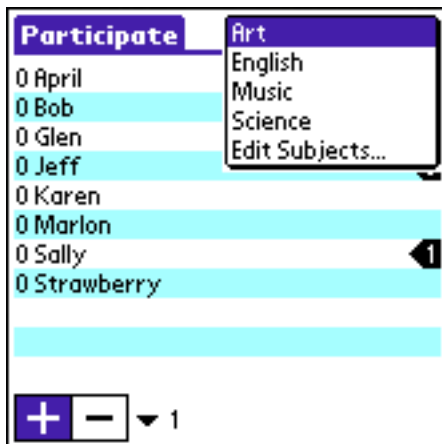 Participate
Art
English
Music
Science
Edit Subjects...
0 April
0 Bob
0 Glen
0 Jeff
0 Karen
0 Marlon
0 Sally 1
0 Strawberry
+ - 1